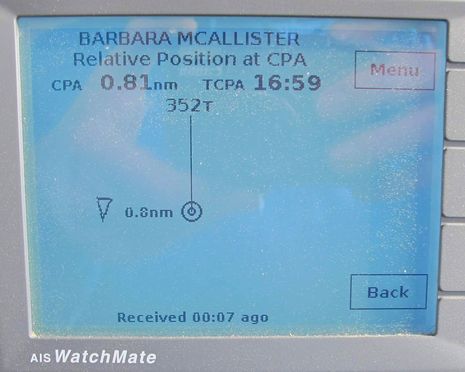 BARBARA MCALLISTER
Relative Position at CPA
Menu
CPA 0.81nm TCPA 16:59
352T
0.8nm
Back
Received 00:07 ago
AIS WatchMate